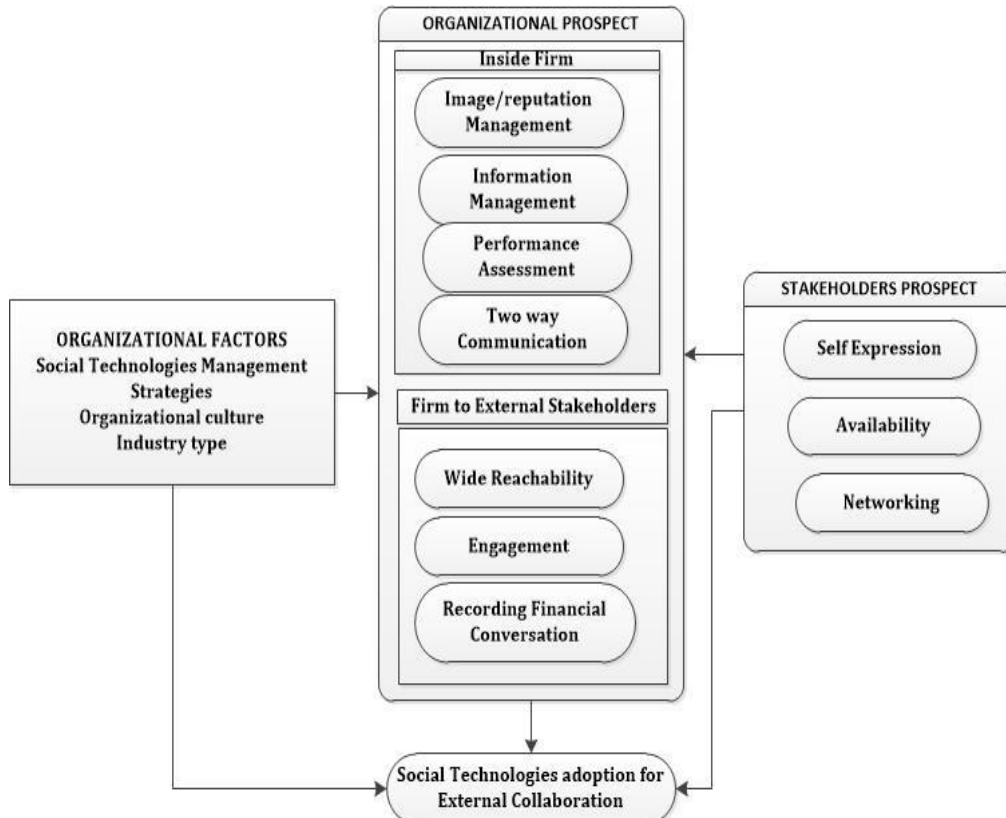 ORGANIZATIONAL PROSPECT
Inside Firm
Image/reputation
Management
Information
Management
Performance
Assessment
Two way
Communication
Firm to External Stakeholders
Wide Reachability
Engagement
Recording Financial
Conversation
ORGANIZATIONAL FACTORS
Social Technologies Management
Strategies
Organizational culture
Industry type
STAKEHOLDERS PROSPECT
Self Expression
Availability
Networking
Social Technologies adoption for
External Collaboration